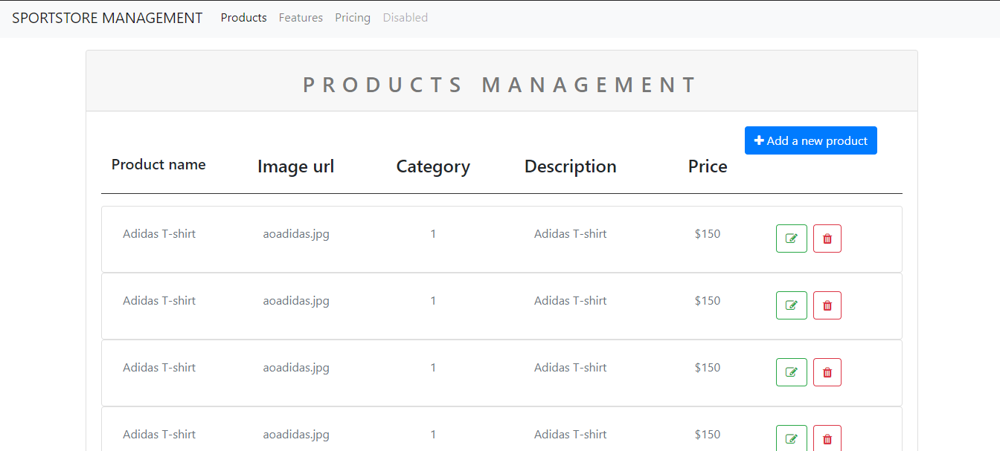 SPORTSTORE MANAGEMENT Products Features Pricing Disabled
PRODUCTS MANAGEMENT
Add a new product
Product name Image url Category Description Price
Adidas T-shirt aoadidas.jpg 1 Adidas T-shirt $150
Adidas T-shirt aoadidas.jpg 1 Adidas T-shirt $150
Adidas T-shirt aoadidas.jpg 1 Adidas T-shirt $150
Adidas T-shirt aoadidas.jpg 1 Adidas T-shirt $150